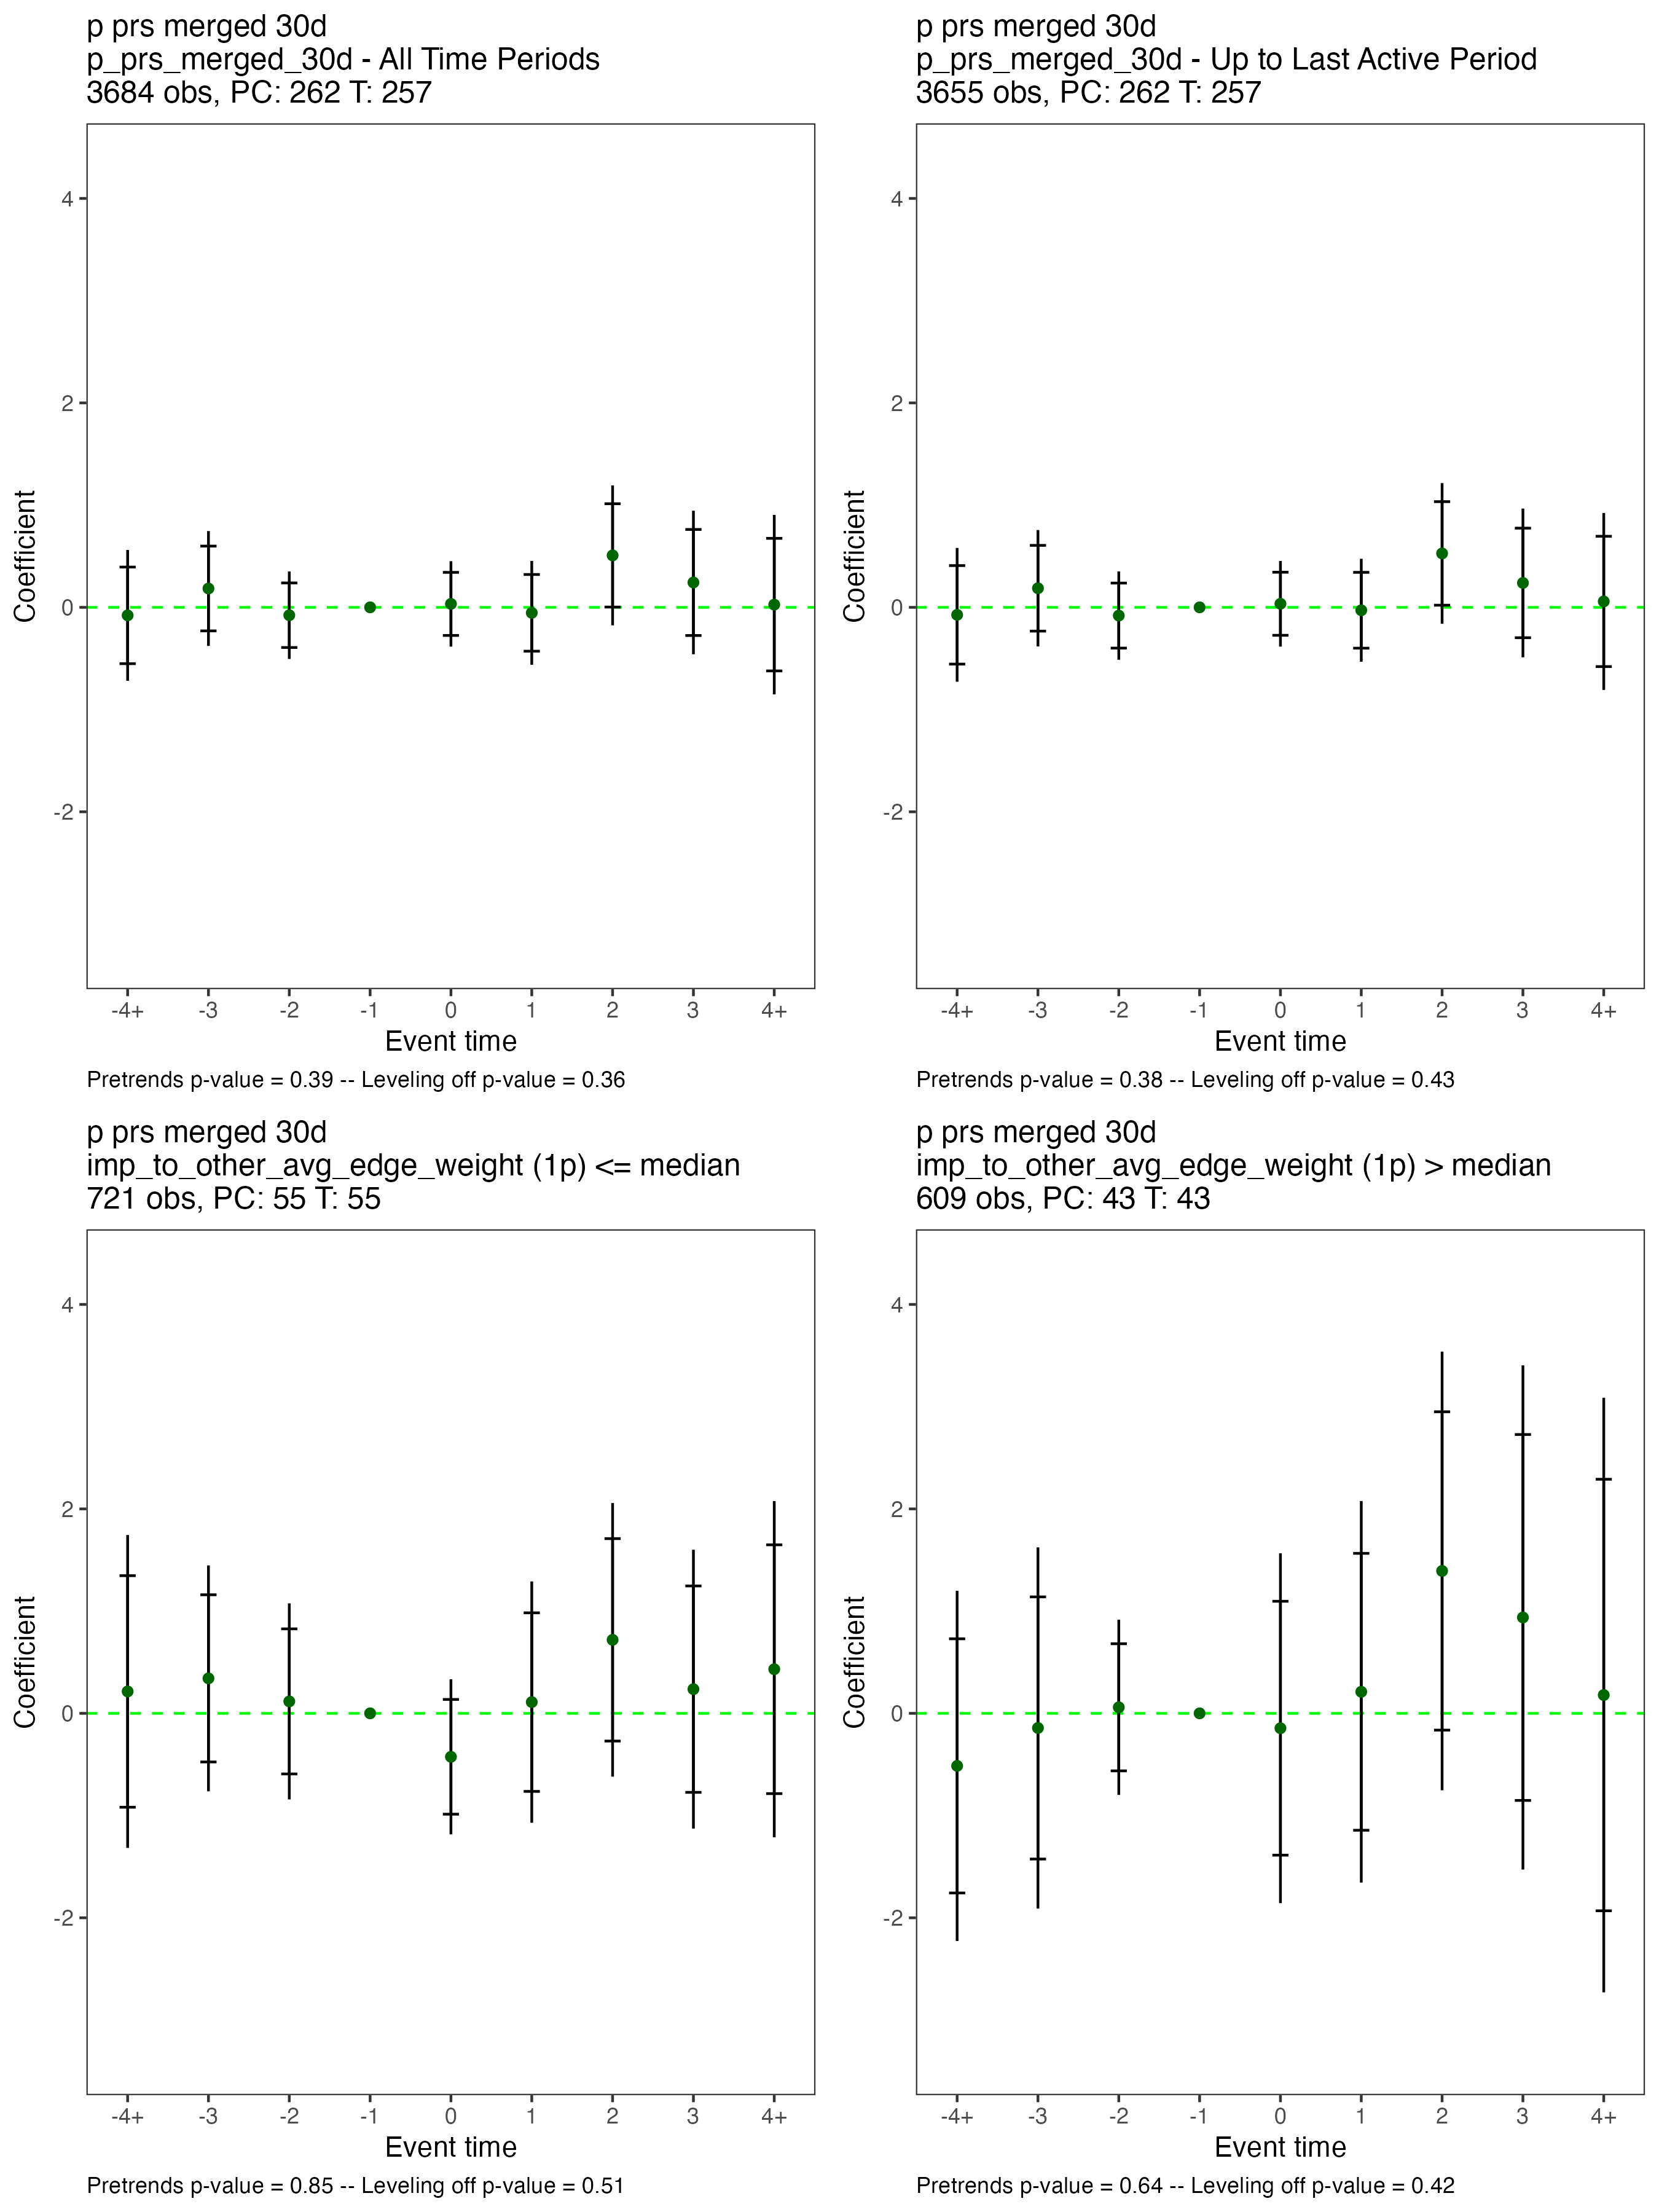 p prs merged 30d
p_prs_merged_30d - All Time Periods
3684 obs, PC: 262 T: 257
Coefficient
4
2
0
-2
-4+ -3 -2 -1 0 1 2 3 4+
Event time
Pretrends p-value = 0.39 -- Leveling off p-value = 0.36
p prs merged 30d
p_prs_merged_30d - Up to Last Active Period
3655 obs, PC: 262 T: 257
Coefficient
4
2
0
-2
-4+ -3 -2 -1 0 1 2 3 4+
Event time
Pretrends p-value = 0.38 -- Leveling off p-value = 0.43
p prs merged 30d
imp_to_other_avg_edge_weight (1p) <= median
721 obs, PC: 55 T: 55
Coefficient
4
2
0
-2
-4+ -3 -2 -1 0 1 2 3 4+
Event time
Pretrends p-value = 0.85 -- Leveling off p-value = 0.51
p prs merged 30d
imp_to_other_avg_edge_weight (1p) > median
609 obs, PC: 43 T: 43
Coefficient
4
2
0
-2
-4+ -3 -2 -1 0 1 2 3 4+
Event time
Pretrends p-value = 0.64 -- Leveling off p-value = 0.42